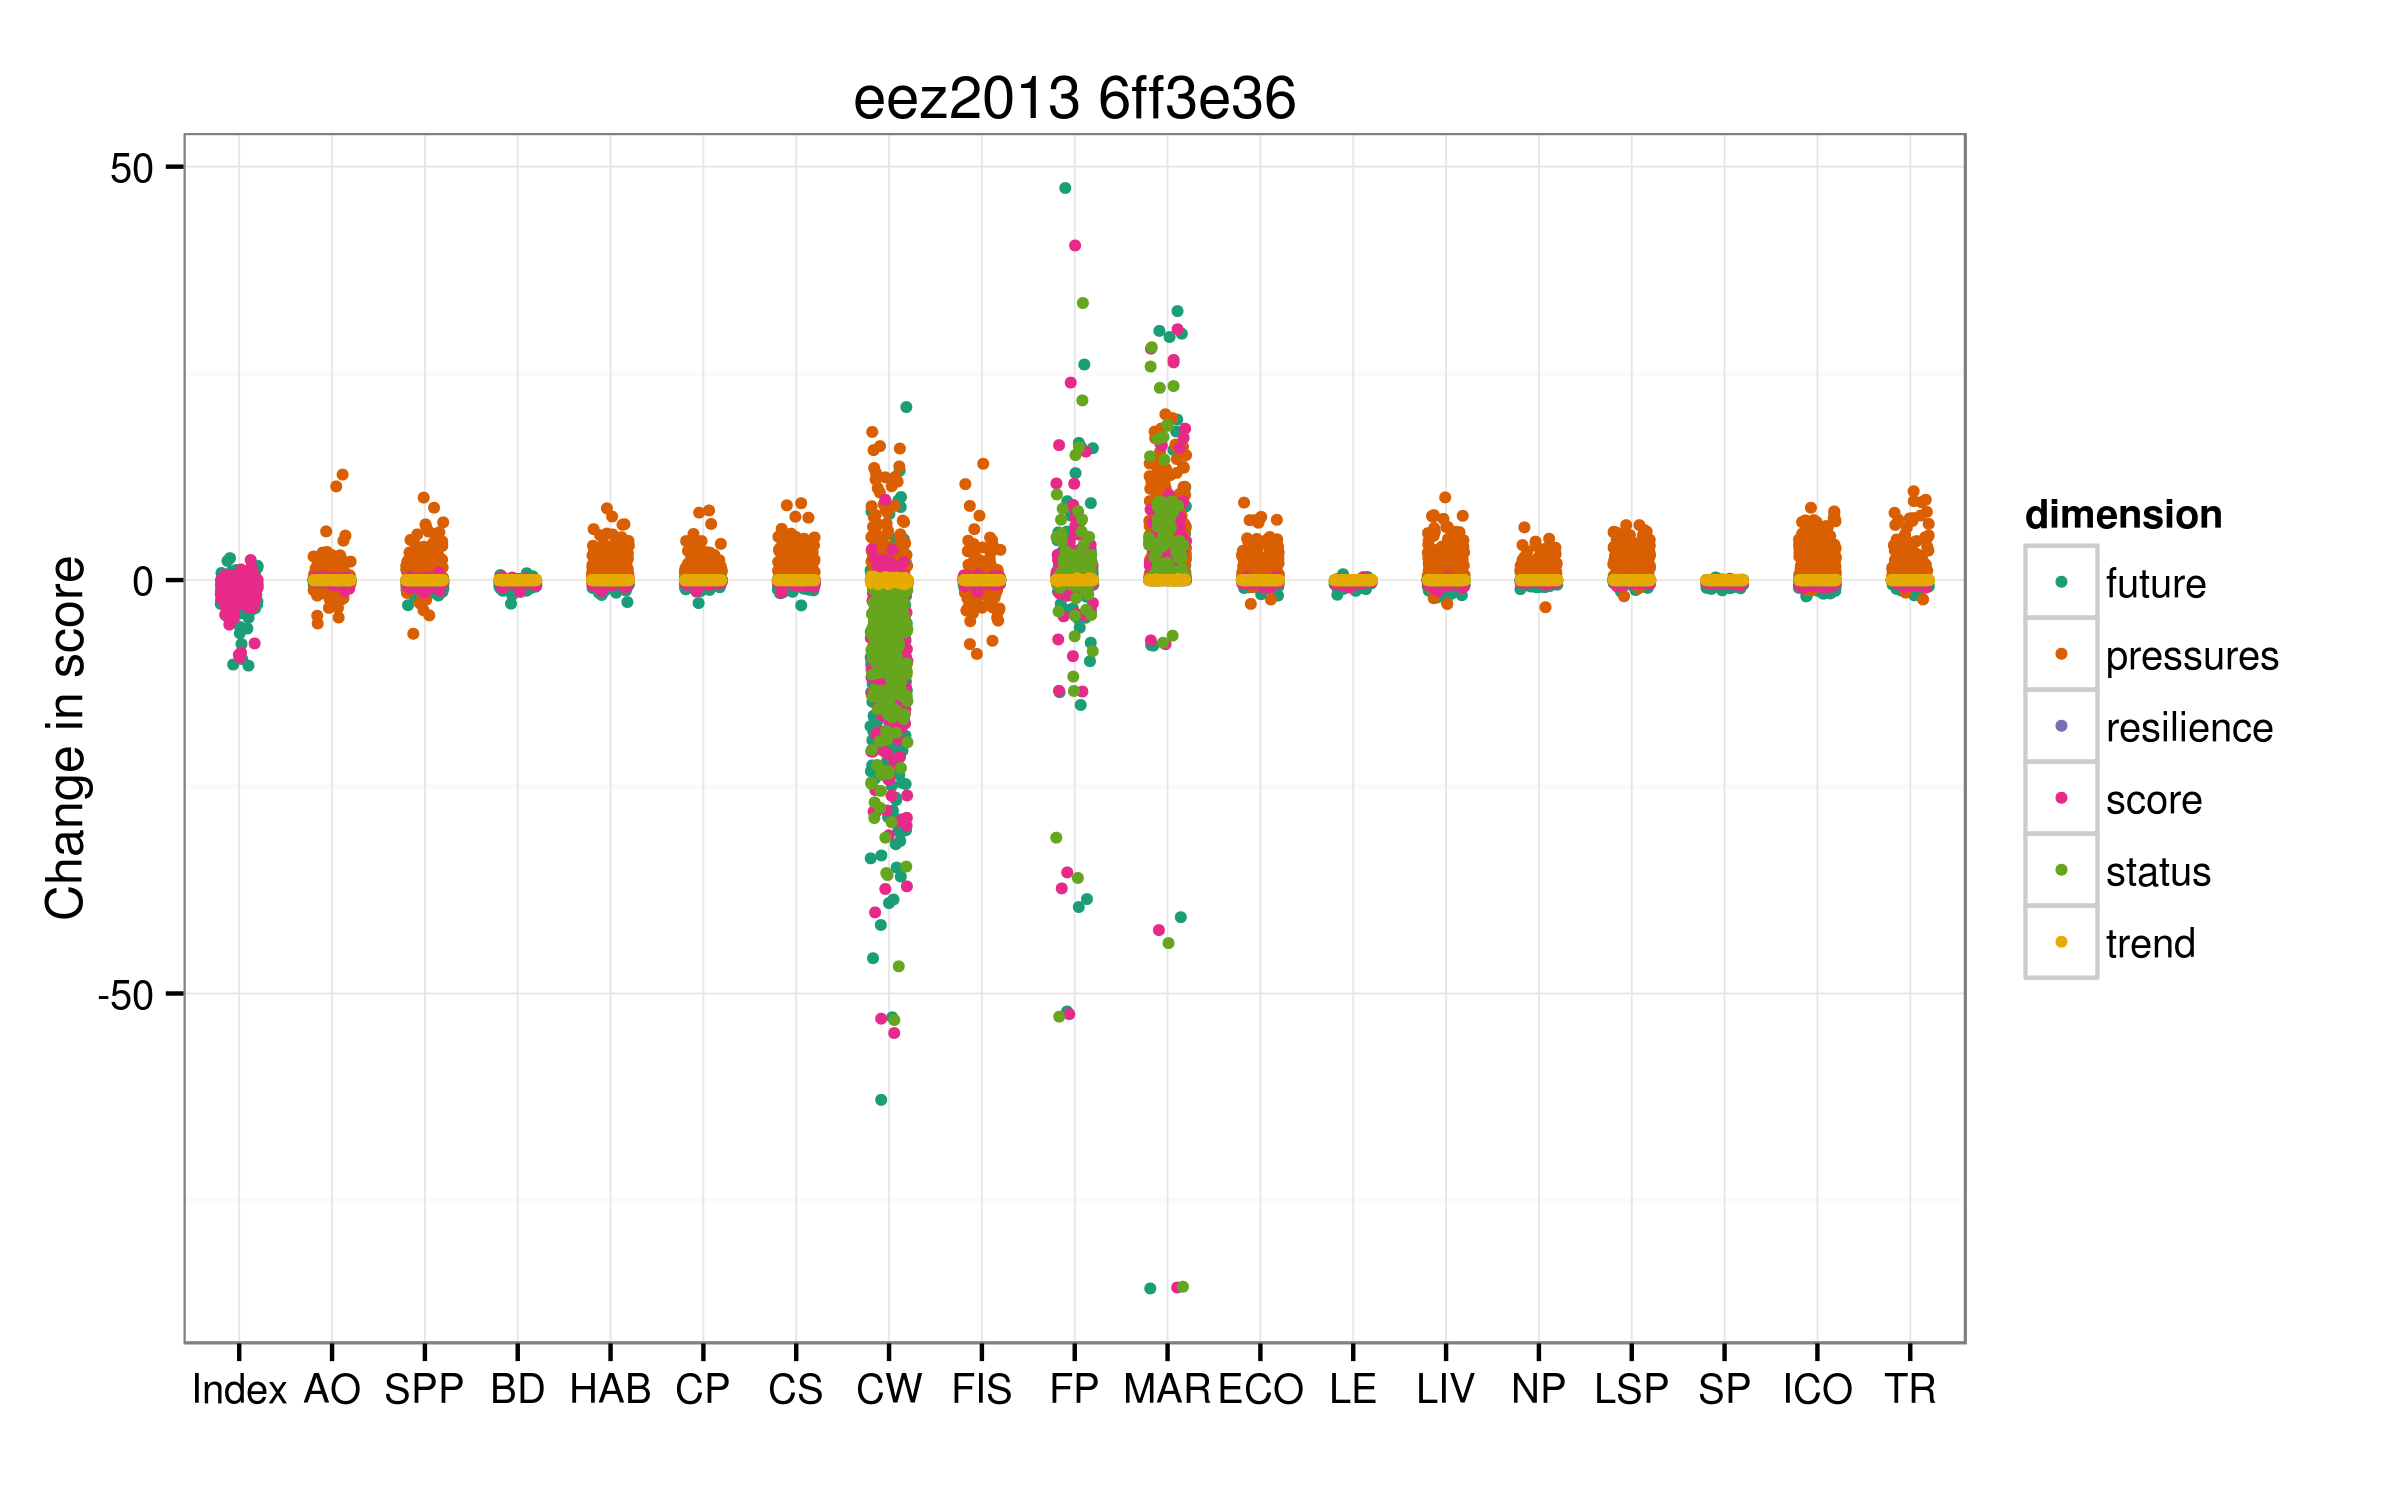 eez2013 6ff3e36
Change in score
50
0
-50
Index AO SPP BD HAB CP CS CW FIS FP MAR ECO LE LIV NP LSP SP ICO TR
dimension
future
pressures
resilience
score
status
trend